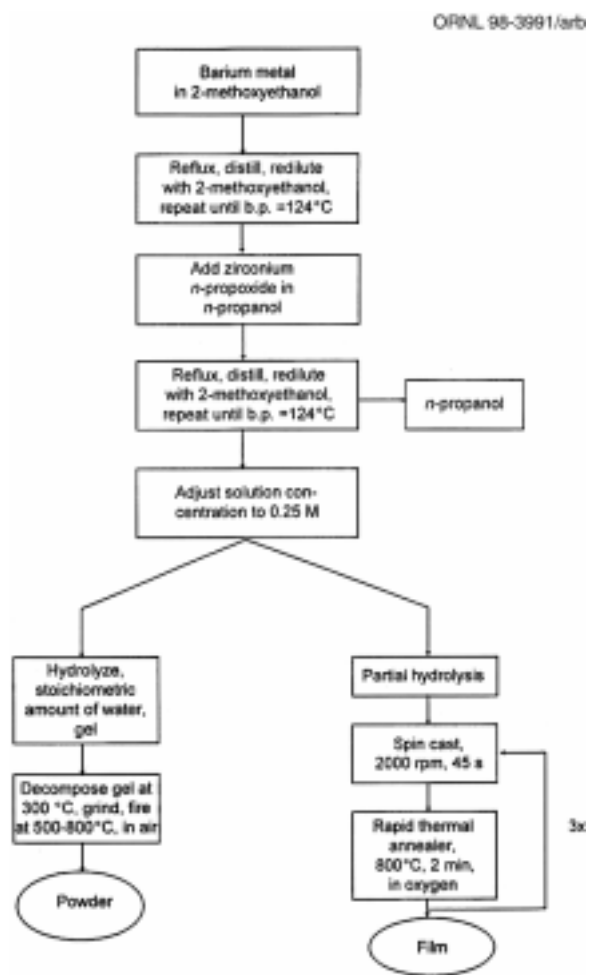 ORNL 98-3991/arb
Barium metal
in 2-methoxyethanol
Reflux, distill, redilute
with 2-methoxyethanol,
repeat until b.p. =124°C
Add zirconium
n-propoxide in
n-propanol
Reflux, distill, redilute
with 2-methoxyethanol,
repeat until b.p. =124°C
n-propanol
Adjust solution con-
centration to 0.25 M
Hydrolyze,
stoichiometric
amount of water,
gel
Decompose gel at
300 °C, grind, fire
at 500-800°C, in air
Powder
Partial hydrolysis
Spin cast,
2000 rpm, 45 s
Rapid thermal
annealer,
800°C, 2 min,
in oxygen
3x
Film